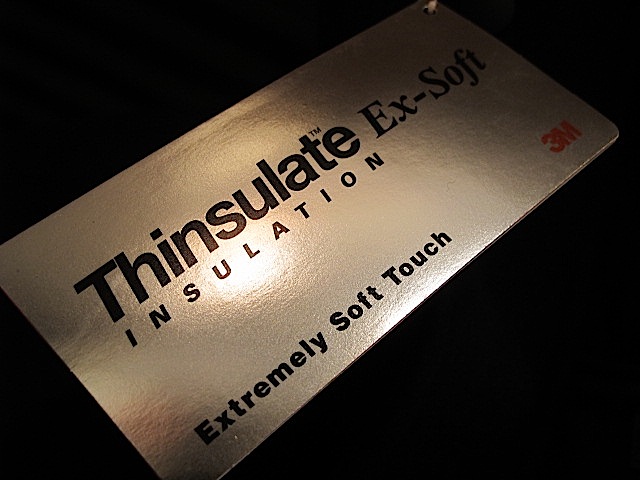 Thinsulate™ Ex-Soft
INSULATION
3M
Extremely Soft Touch